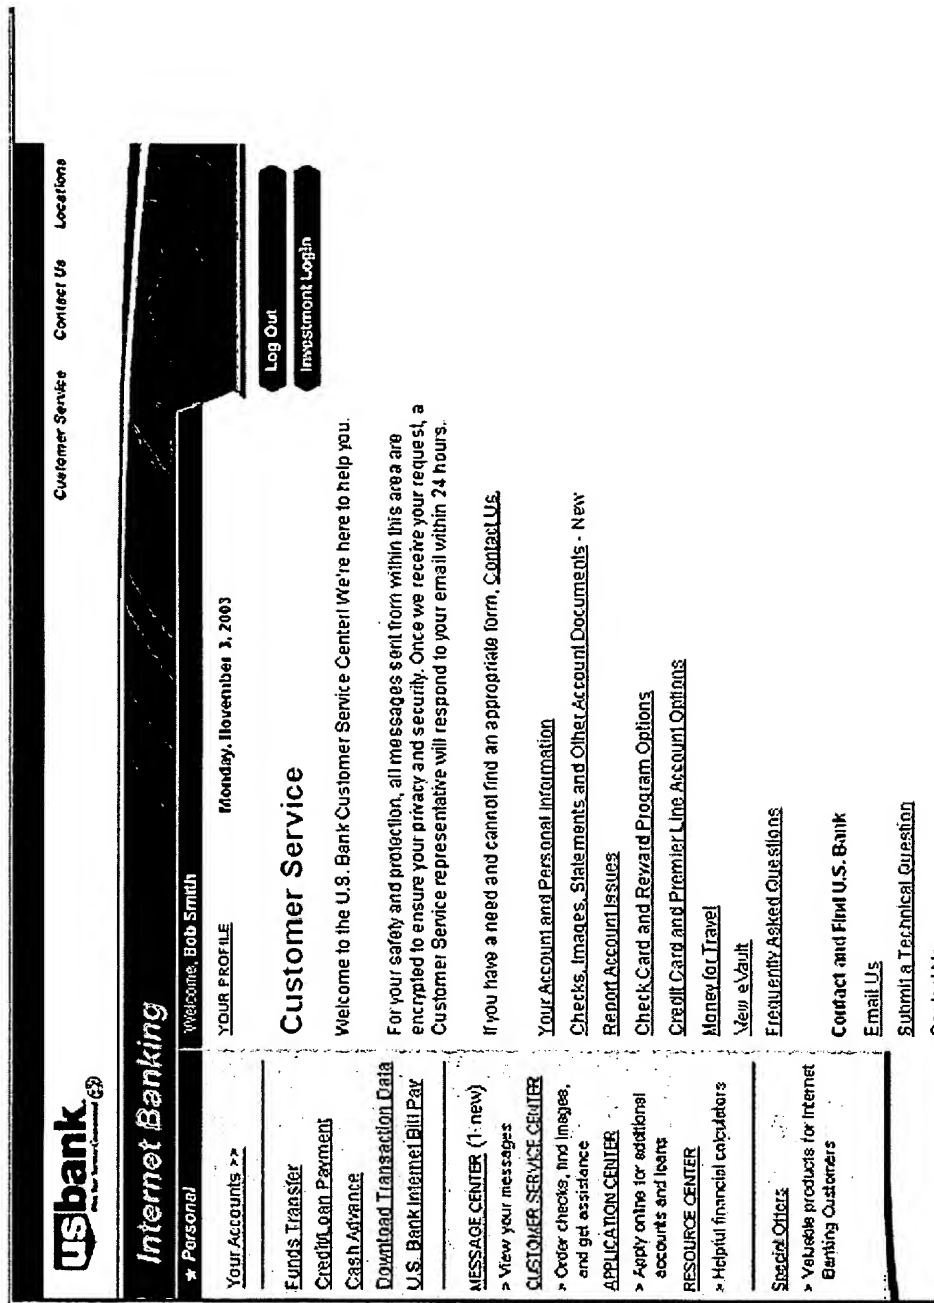 usbank
Customer Service Contact Us Locations
Internet Banking
★ Personal
Welcome, Bob Smith
Your Accounts >>
Funds Transfer
Credit/Loan Payment
Cash Advance
Download Transaction Data
U.S. Bank Internet Bill Pay
MESSAGE CENTER (1-new)
> View your messages
CUSTOMER SERVICE CENTER
> Order checks, find images,
and get assistance
APPLICATION CENTER
> Apply online for additional
accounts and loans
RESOURCE CENTER
> Helpful financial calculators
Special Offers
> Valuable products for Internet
Banking Customers
YOUR PROFILE
Monday, November 3, 2003
Log Out
Investment Login
Customer Service
Welcome to the U.S. Bank Customer Service Center! We're here to help you.
For your safety and protection, all messages sent from within this area are
encrypted to ensure your privacy and security. Once we receive your request, a
Customer Service representative will respond to your email within 24 hours.
If you have a need and cannot find an appropriate form, Contact Us.
Your Account and Personal Information
Checks, Images, Statements and Other Account Documents - New
Report Account Issues
Check Card and Reward Program Options
Credit Card and Premier Line Account Options
Money for Travel
View eVault
Frequently Asked Questions
Contact and Find U.S. Bank
Email Us
Submit a Technical Question